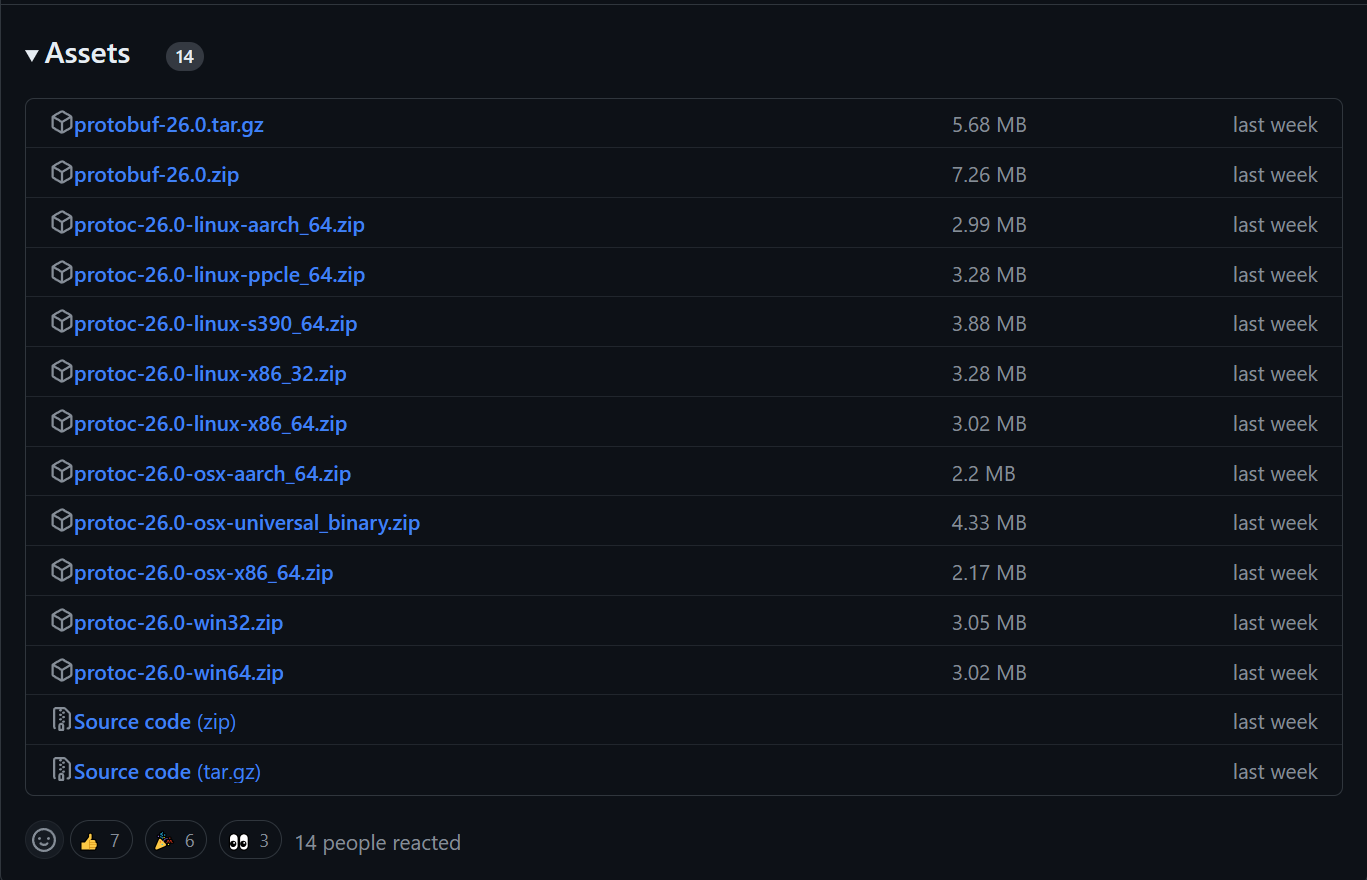 Assets 14
protobuf-26.0.tar.gz 5.68 MB last week
protobuf-26.0.zip 7.26 MB last week
protoc-26.0-linux-aarch_64.zip 2.99 MB last week
protoc-26.0-linux-ppcle_64.zip 3.28 MB last week
protoc-26.0-linux-s390_64.zip 3.88 MB last week
protoc-26.0-linux-x86_32.zip 3.28 MB last week
protoc-26.0-linux-x86_64.zip 3.02 MB last week
protoc-26.0-osx-aarch_64.zip 2.2 MB last week
protoc-26.0-osx-universal_binary.zip 4.33 MB last week
protoc-26.0-osx-x86_64.zip 2.17 MB last week
protoc-26.0-win32.zip 3.05 MB last week
protoc-26.0-win64.zip 3.02 MB last week
Source code (zip) last week
Source code (tar.gz) last week
7 6 3 14 people reacted